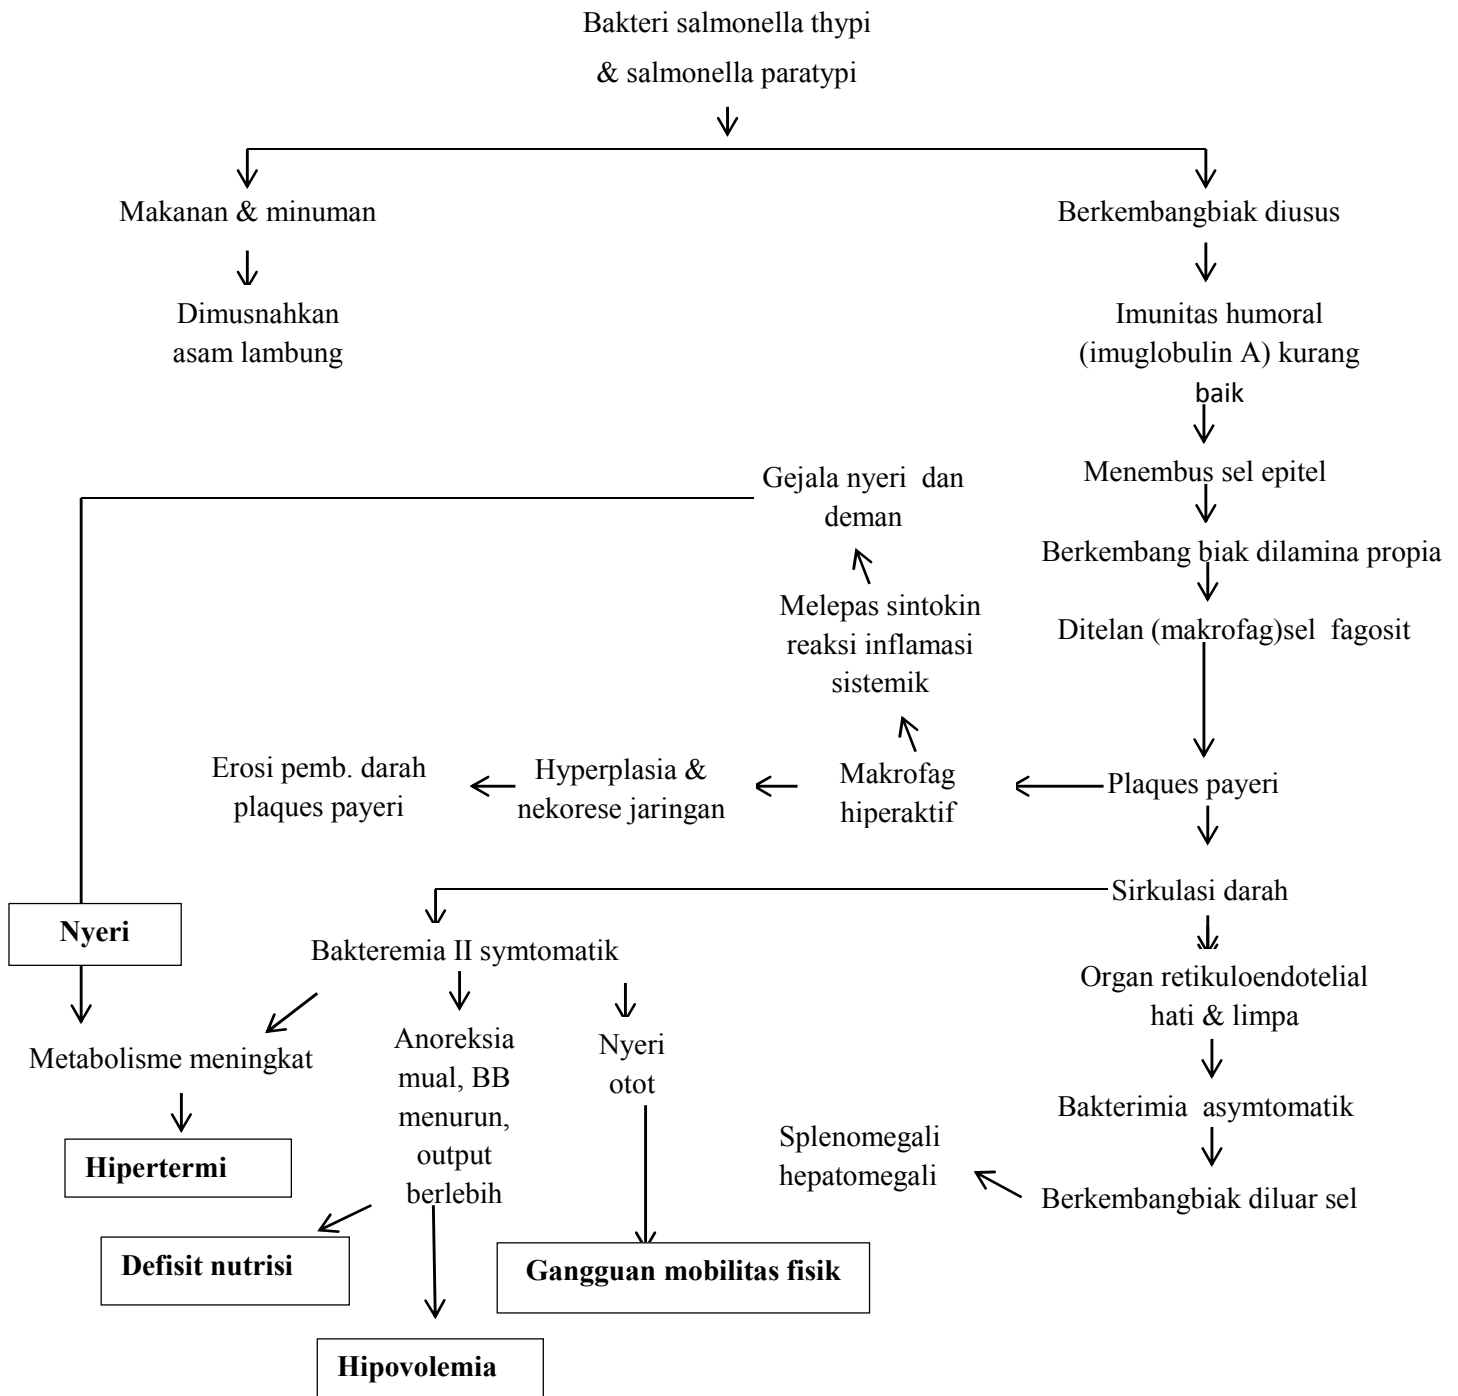 Bakteri salmonella thypi
& salmonella paratypi
Makanan & minuman
Berkembangbiak diusus
Dimusnahkan
asam lambung
Imunitas humoral
(imuglobulin A) kurang
baik
Menembus sel epitel
Gejala nyeri dan
deman
Berkembang biak dilamina propia
Melepas sintokin
reaksi inflamasi
sistemik
Ditelan (makrofag)sel fagosit
Erosi pemb. darah
plaques payeri
Hyperplasia &
nekorese jaringan
Makrofag
hiperaktif
Plaques payeri
Sirkulasi darah
Nyeri
Bakteremia II symtomatik
Organ retikuloendotelial
hati & limpa
Metabolisme meningkat
Anoreksia
mual, BB
menurun,
output
berlebih
Nyeri
otot
Bakterimia asymtomatik
Hipertermi
Splenomegali
hepatomegali
Berkembangbiak diluar sel
Defisit nutrisi
Gangguan mobilitas fisik
Hipovolemia